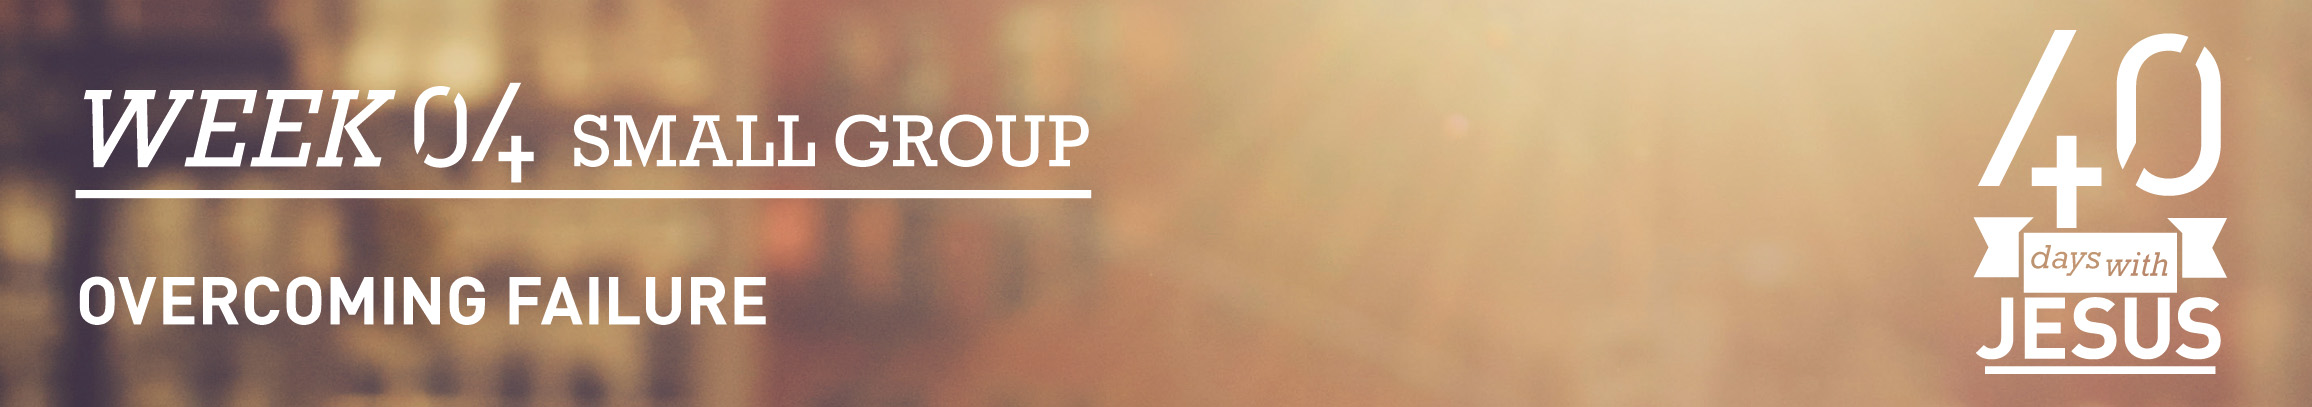 WEEK 04 SMALL GROUP
OVERCOMING FAILURE
40
days with
JESUS